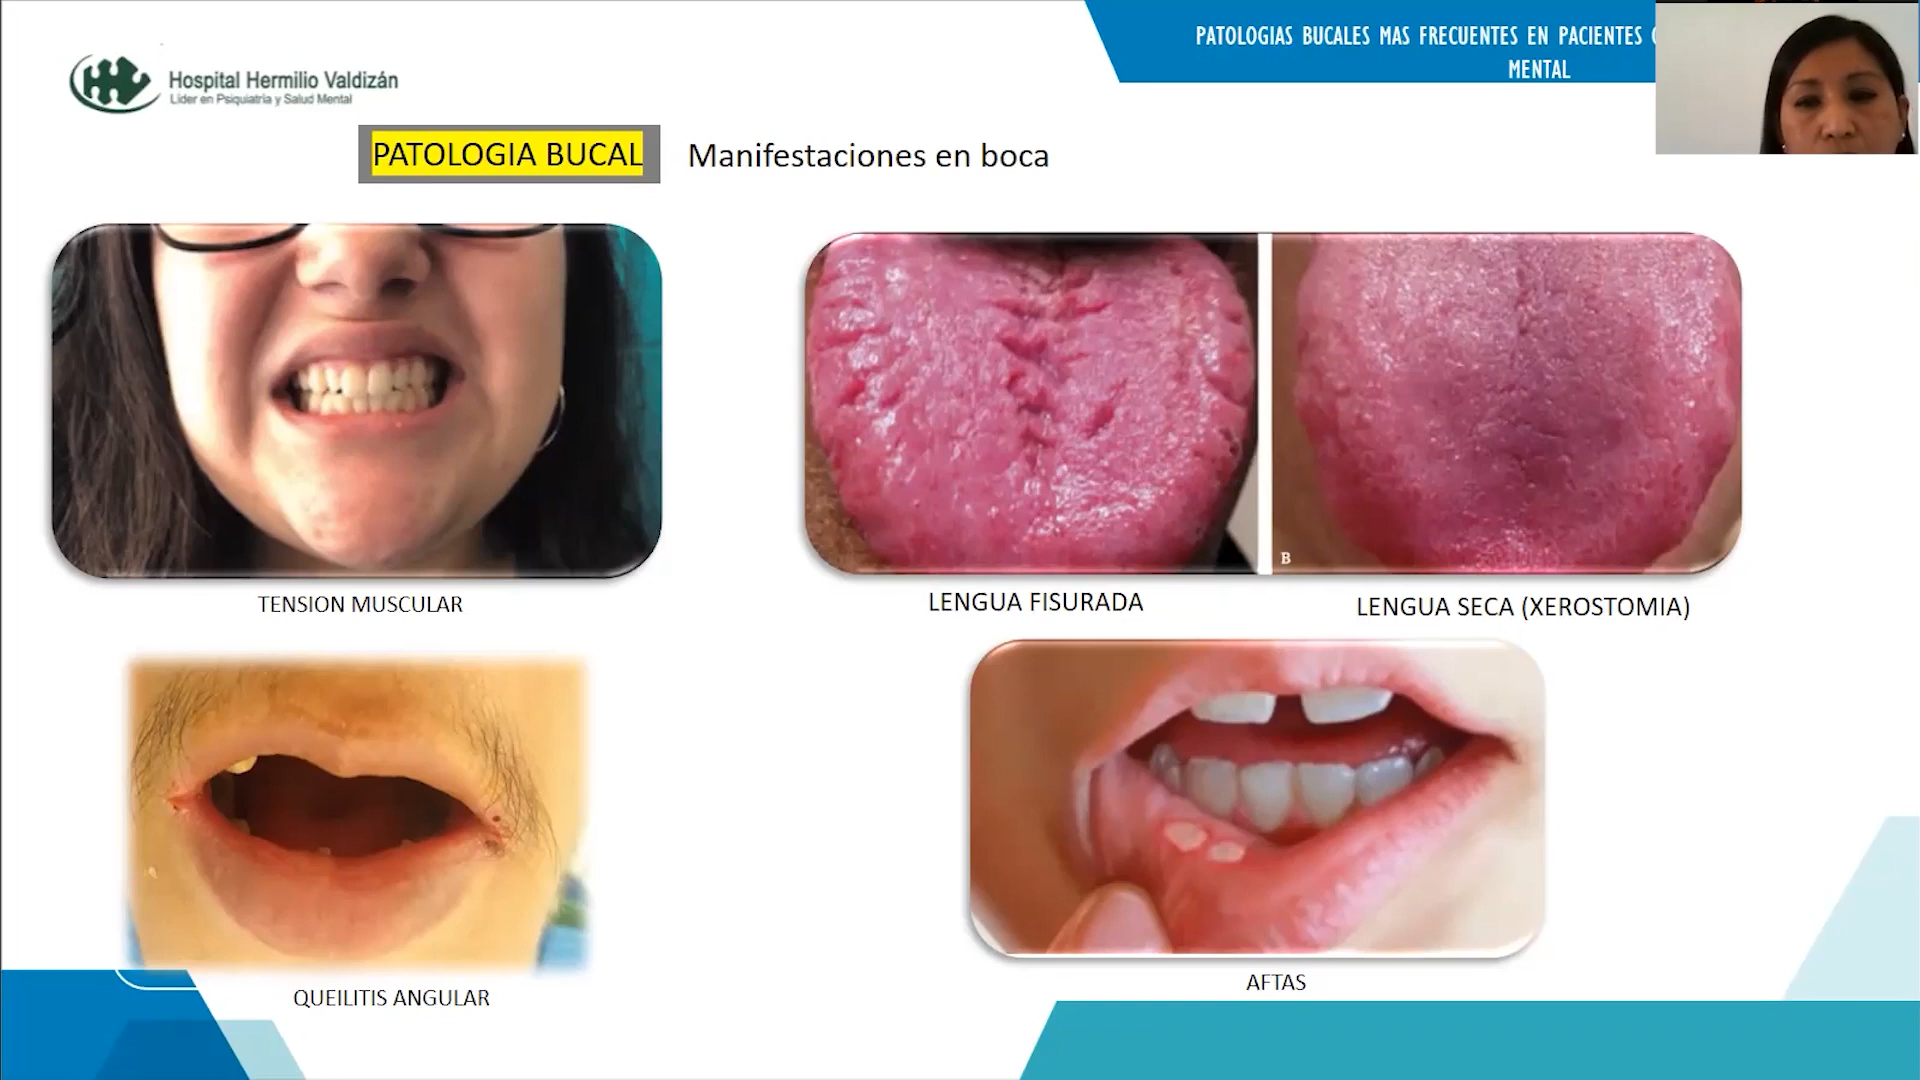 PATOLOGIAS BUCALES MAS FRECUENTES EN PACIENTES
MENTAL
Hospital Hermilio Valdizán
Líder en Psiquiatría y Salud Mental
PATOLOGIA BUCAL
Manifestaciones en boca
TENSION MUSCULAR
B
LENGUA FISURADA
LENGUA SECA (XEROSTOMIA)
QUEILITIS ANGULAR
AFTAS